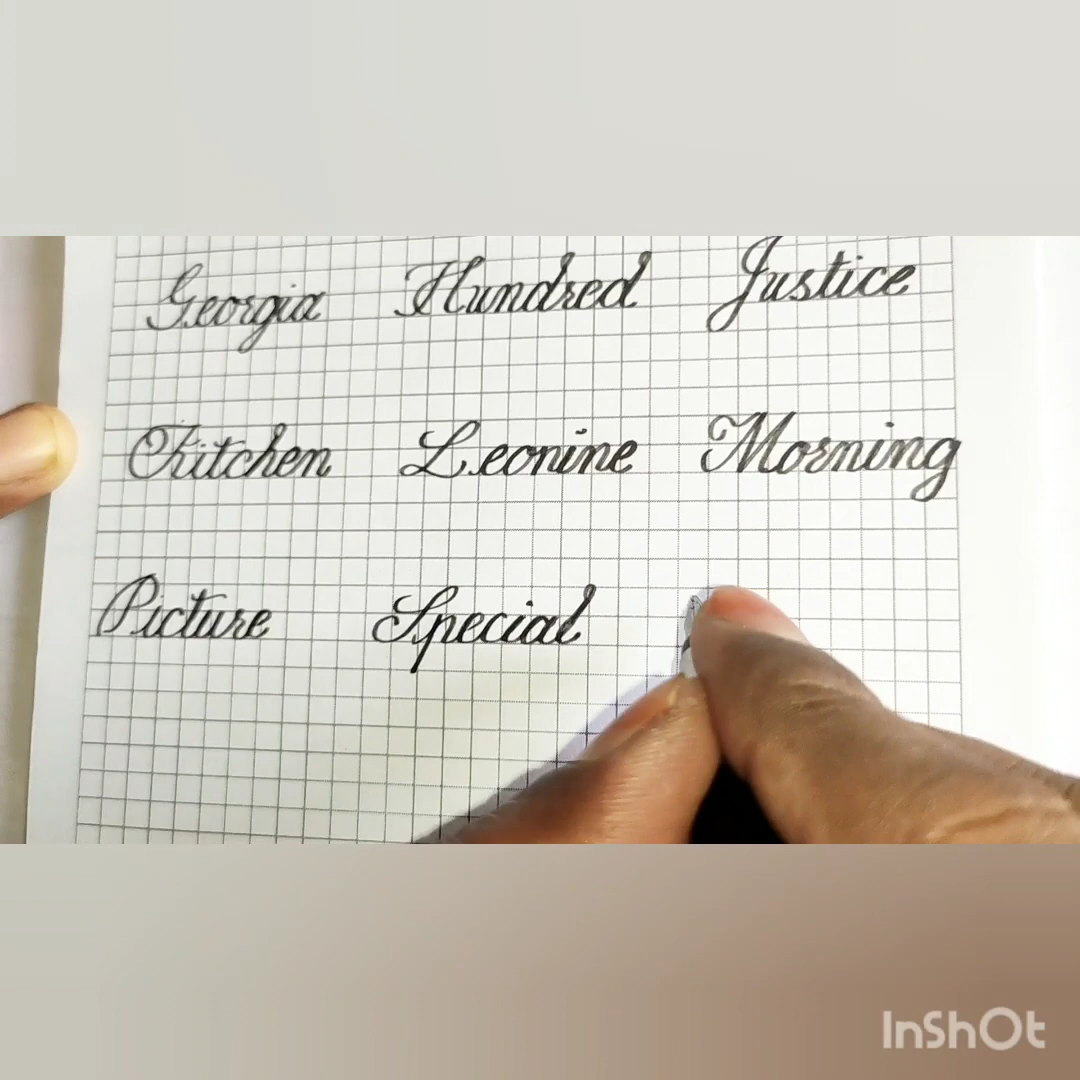 Georgia Hundred Justice
Kitchen Leonine Morning
Picture Special
InShOt